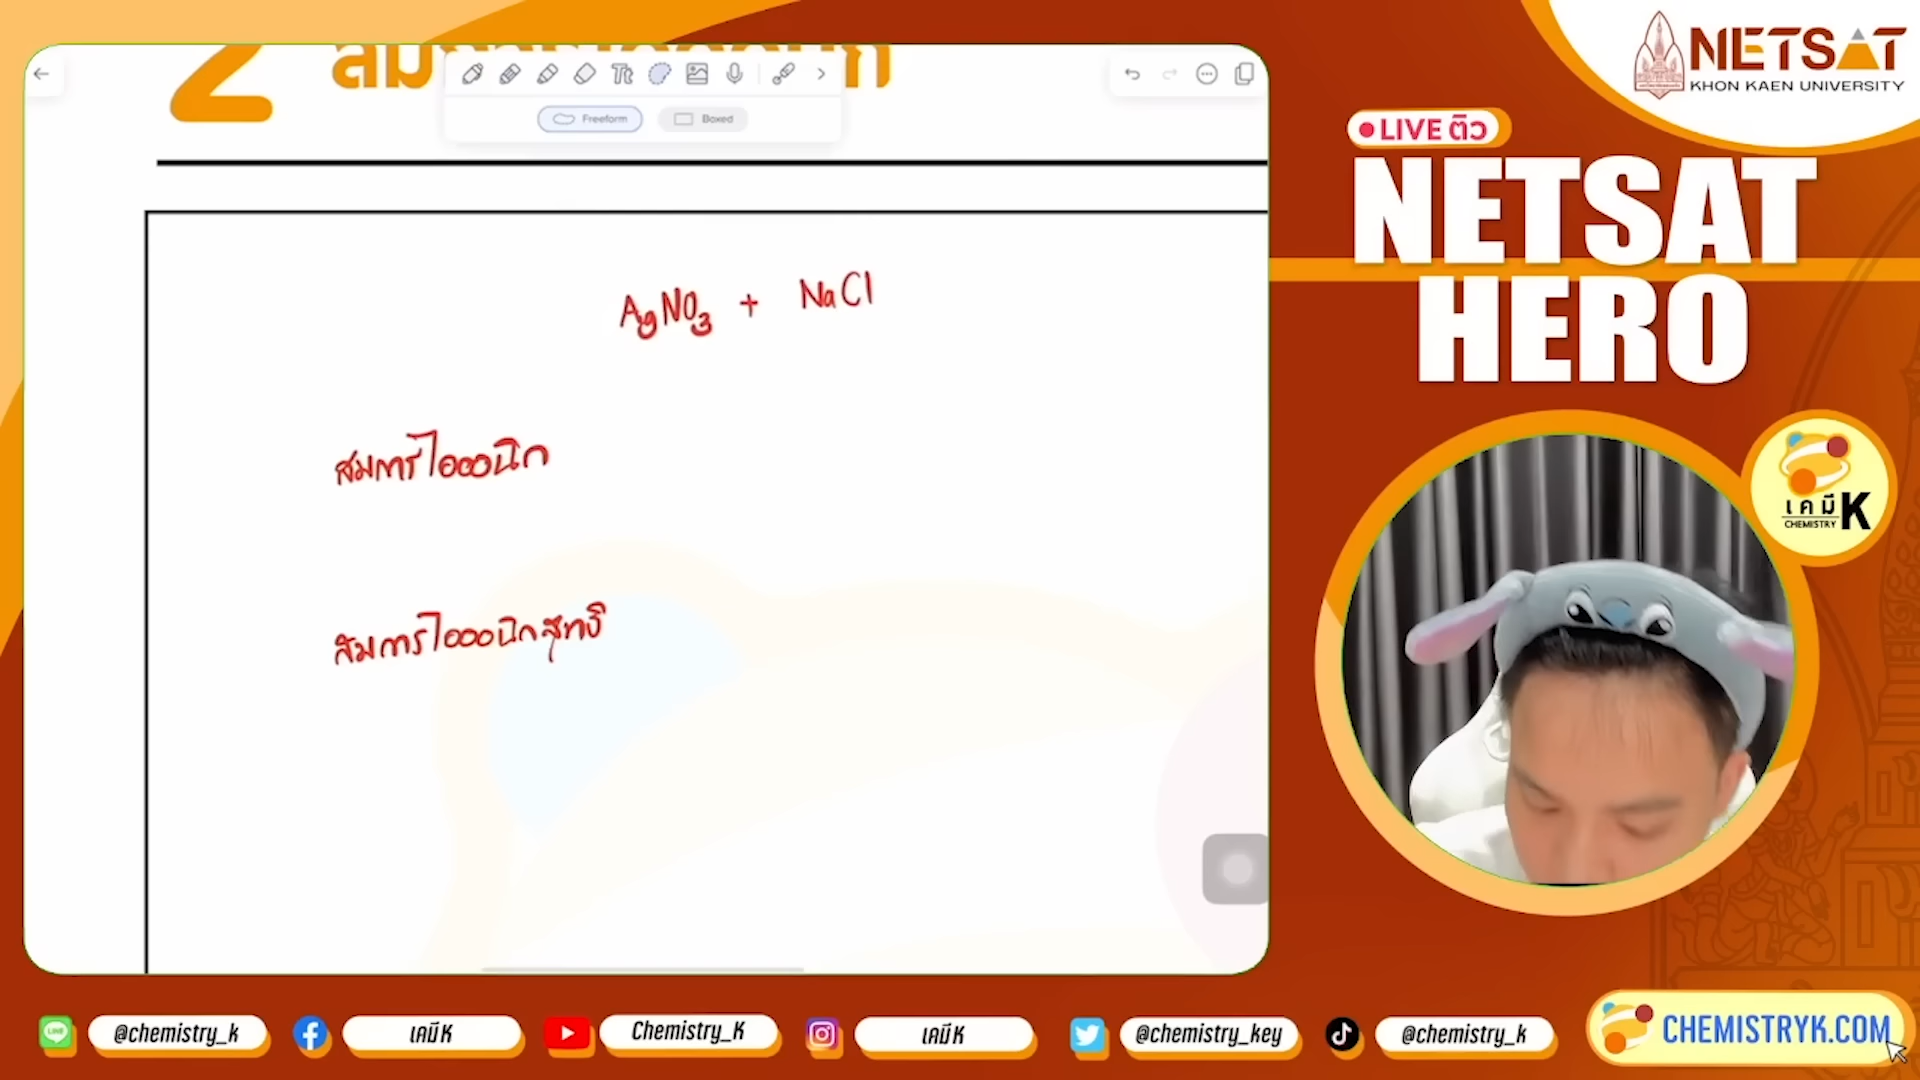 2
Freeform
Boxed
AgNO3 + NaCl
สมการไอออนิก
สมการไอออนิกสุทธิ
NETSAT
KHON KAEN UNIVERSITY
LIVE ติว
NETSAT
HERO
เคมี K
CHEMISTRY
@chemistry_k
เคมี K
Chemistry_K
เคมี K
@chemistry_key
@chemistry_k
CHEMISTRYK.COM